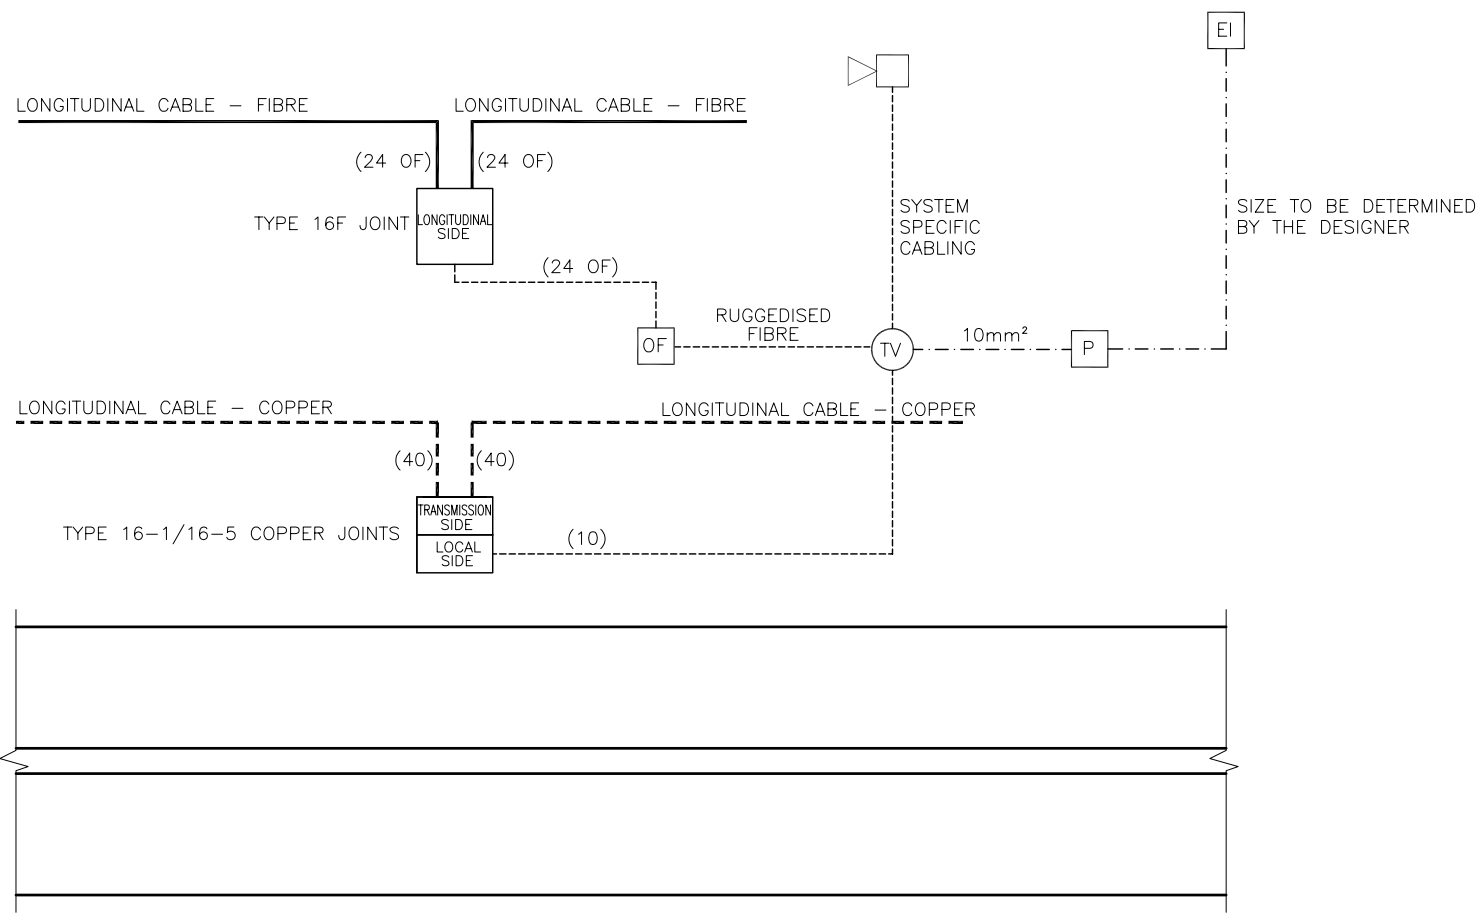 EI
LONGITUDINAL CABLE – FIBRE
LONGITUDINAL CABLE – FIBRE
(24 OF)
(24 OF)
TYPE 16F JOINT
LONGITUDINAL
SIDE
SYSTEM
SPECIFIC
CABLING
SIZE TO BE DETERMINED
BY THE DESIGNER
(24 OF)
RUGGEDISED
FIBRE
OF
TV
10mm²
P
LONGITUDINAL CABLE – COPPER
LONGITUDINAL CABLE – COPPER
(40)
(40)
TYPE 16–1/16–5 COPPER JOINTS
TRANSMISSION
SIDE
LOCAL
SIDE
(10)